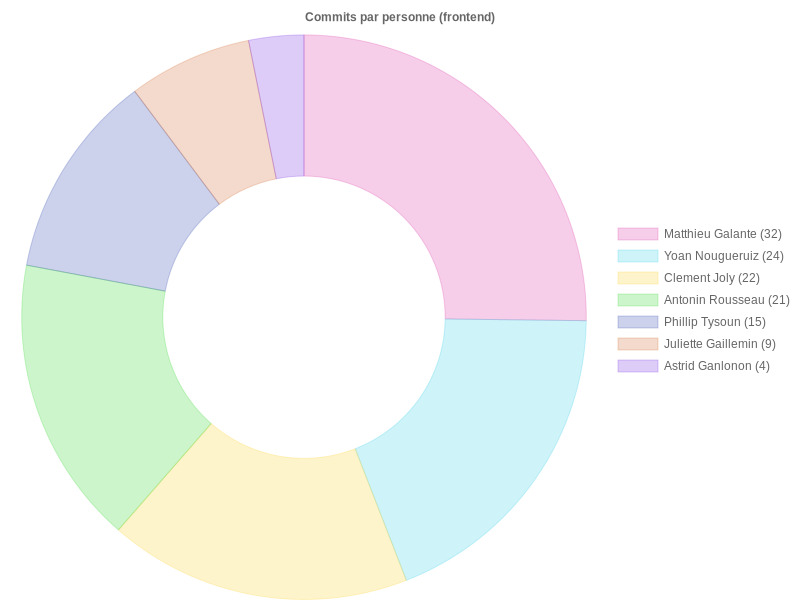 Commits par personne (frontend)
Matthieu Galante (32)
Yoan Nougueruiz (24)
Clement Joly (22)
Antonin Rousseau (21)
Phillip Tysoun (15)
Juliette Gaillemin (9)
Astrid Ganlonon (4)